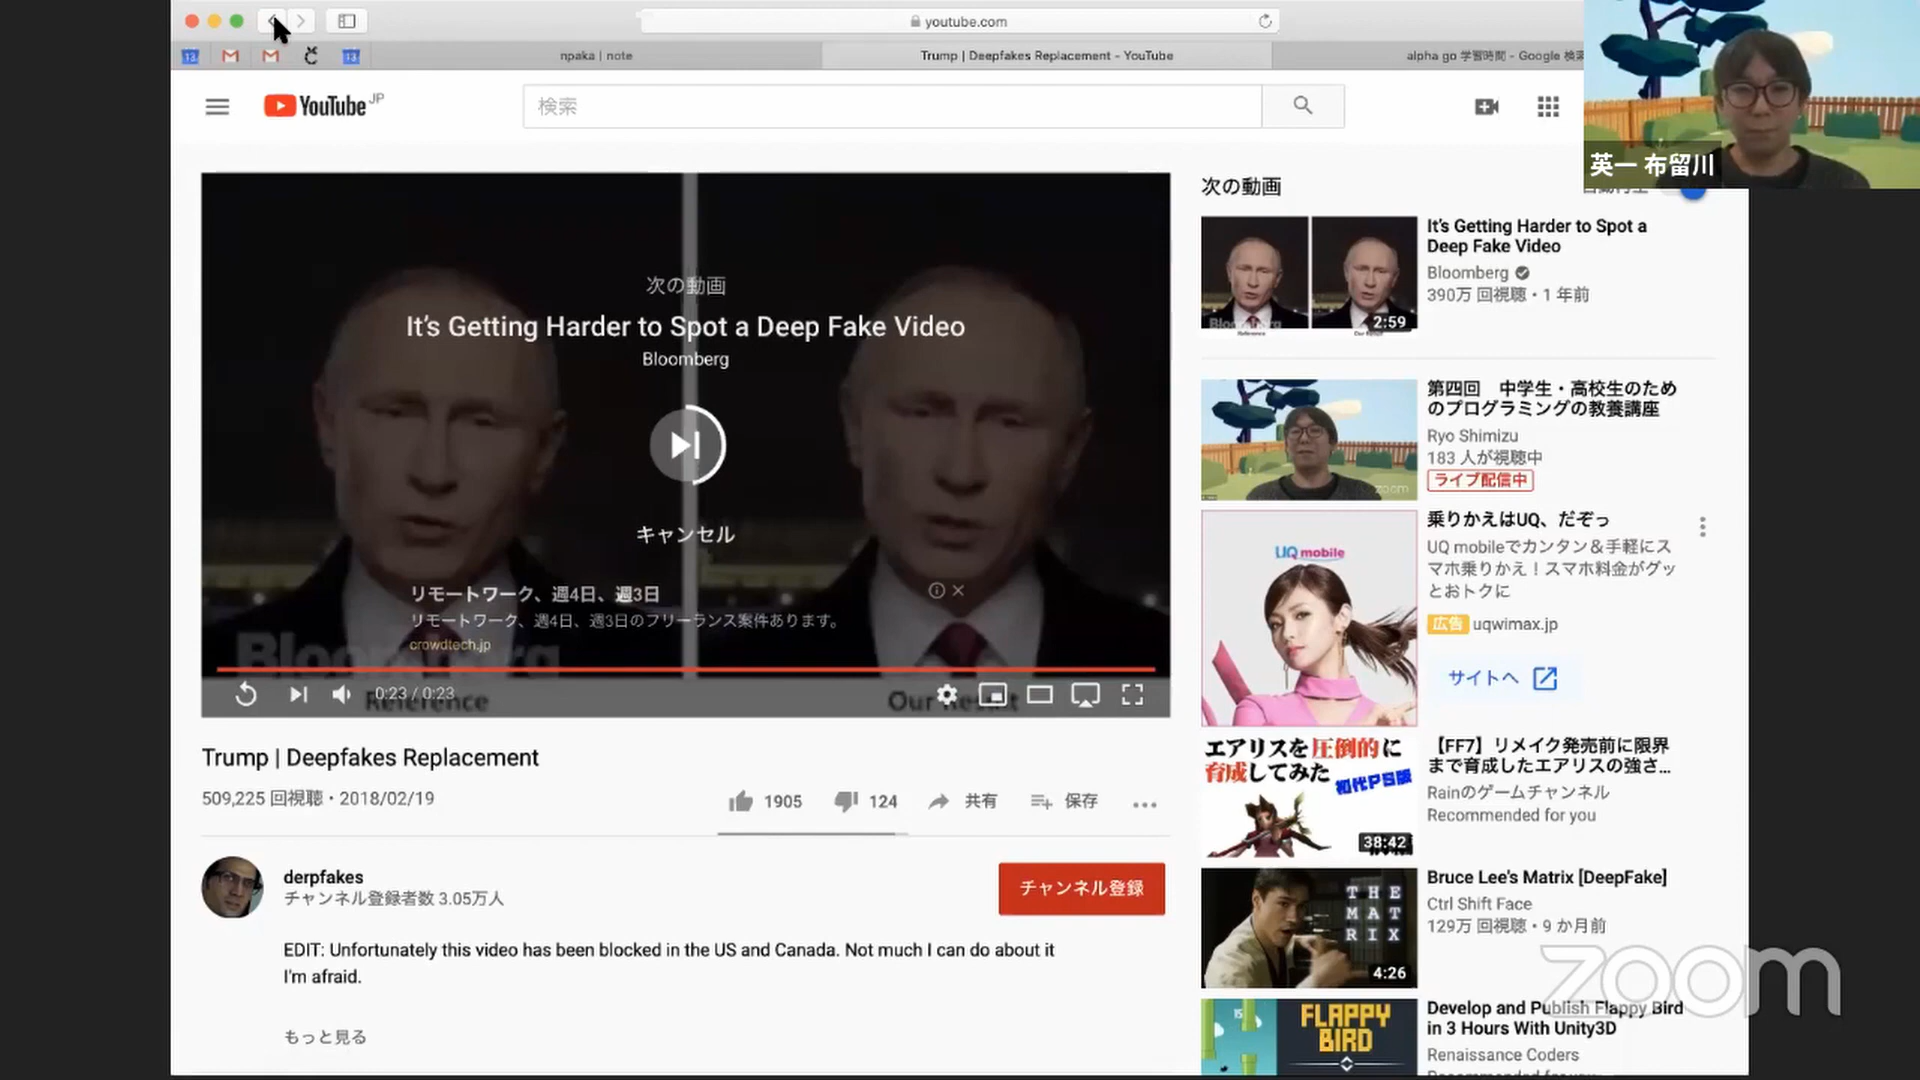 youtube.com
npaka | note
Trump | Deepfakes Replacement - YouTube
alpha go 学習時間 - Google 検索
YouTube JP
検索
英一 布留川
次の動画
It's Getting Harder to Spot a Deep Fake Video
Bloomberg
キャンセル
リモートワーク、週4日、週3日
リモートワーク、週4日、週3日のフリーランス案件あります。
crowdtech.jp
Bloomberg
0:23 / 0:23
Reference
Our Result
Trump | Deepfakes Replacement
509,225 回視聴・2018/02/19
1905
124
共有
保存
derpfakes
チャンネル登録者数 3.05万人
チャンネル登録
EDIT: Unfortunately this video has been blocked in the US and Canada. Not much I can do about it
I'm afraid.
もっと見る
次の動画
2:59
It's Getting Harder to Spot a
Deep Fake Video
Bloomberg
390万 回視聴・1 年前
zoom
第四回 中学生・高校生のため
のプログラミングの教養講座
Ryo Shimizu
183 人が視聴中
ライブ配信中
UQ mobile
乗りかえはUQ、だぞっ
UQ mobileでカンタン＆手軽にス
マホ乗りかえ！スマホ料金がグッ
とおトクに
広告 uqwimax.jp
サイトへ
エアリスを圧倒的に
育成してみた 初代PS版
38:42
【FF7】リメイク発売前に限界
まで育成したエアリスの強さ...
Rainのゲームチャンネル
Recommended for you
THE
MAT
RIX
4:26
Bruce Lee's Matrix [DeepFake]
Ctrl Shift Face
129万 回視聴・9 か月前
FLAPPY
BIRD
Develop and Publish Flappy Bird
in 3 Hours With Unity3D
Renaissance Coders
zoom